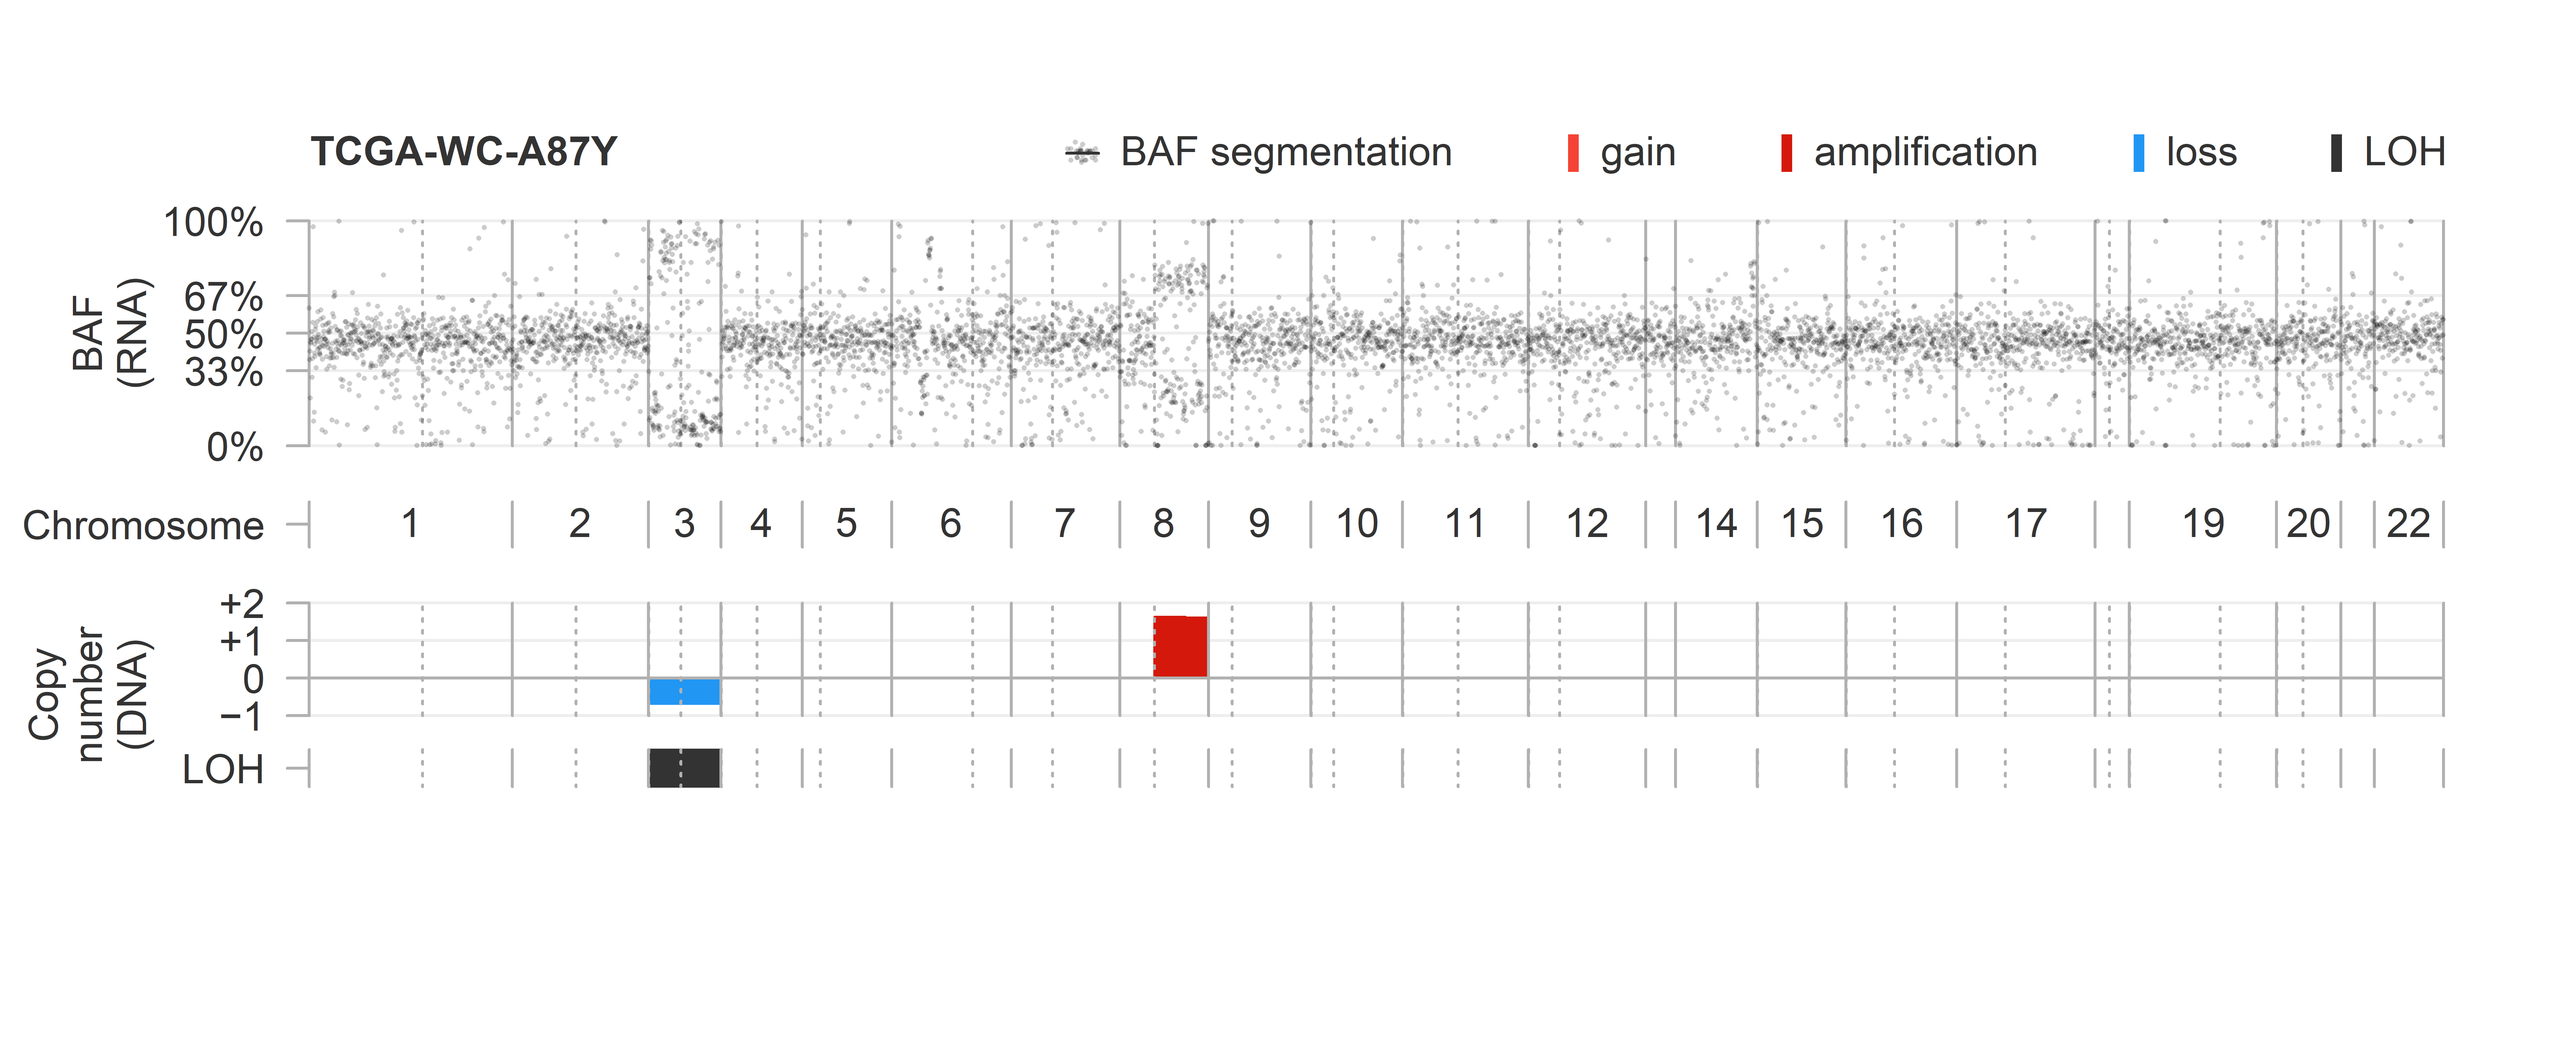 TCGA-WC-A87Y
BAF segmentation gain amplification loss LOH
BAF
(RNA)
100%
67%
50%
33%
0%
Chromosome 1 2 3 4 5 6 7 8 9 10 11 12 14 15 16 17 19 20 22
Copy
number
(DNA)
+2
+1
0
−1
LOH